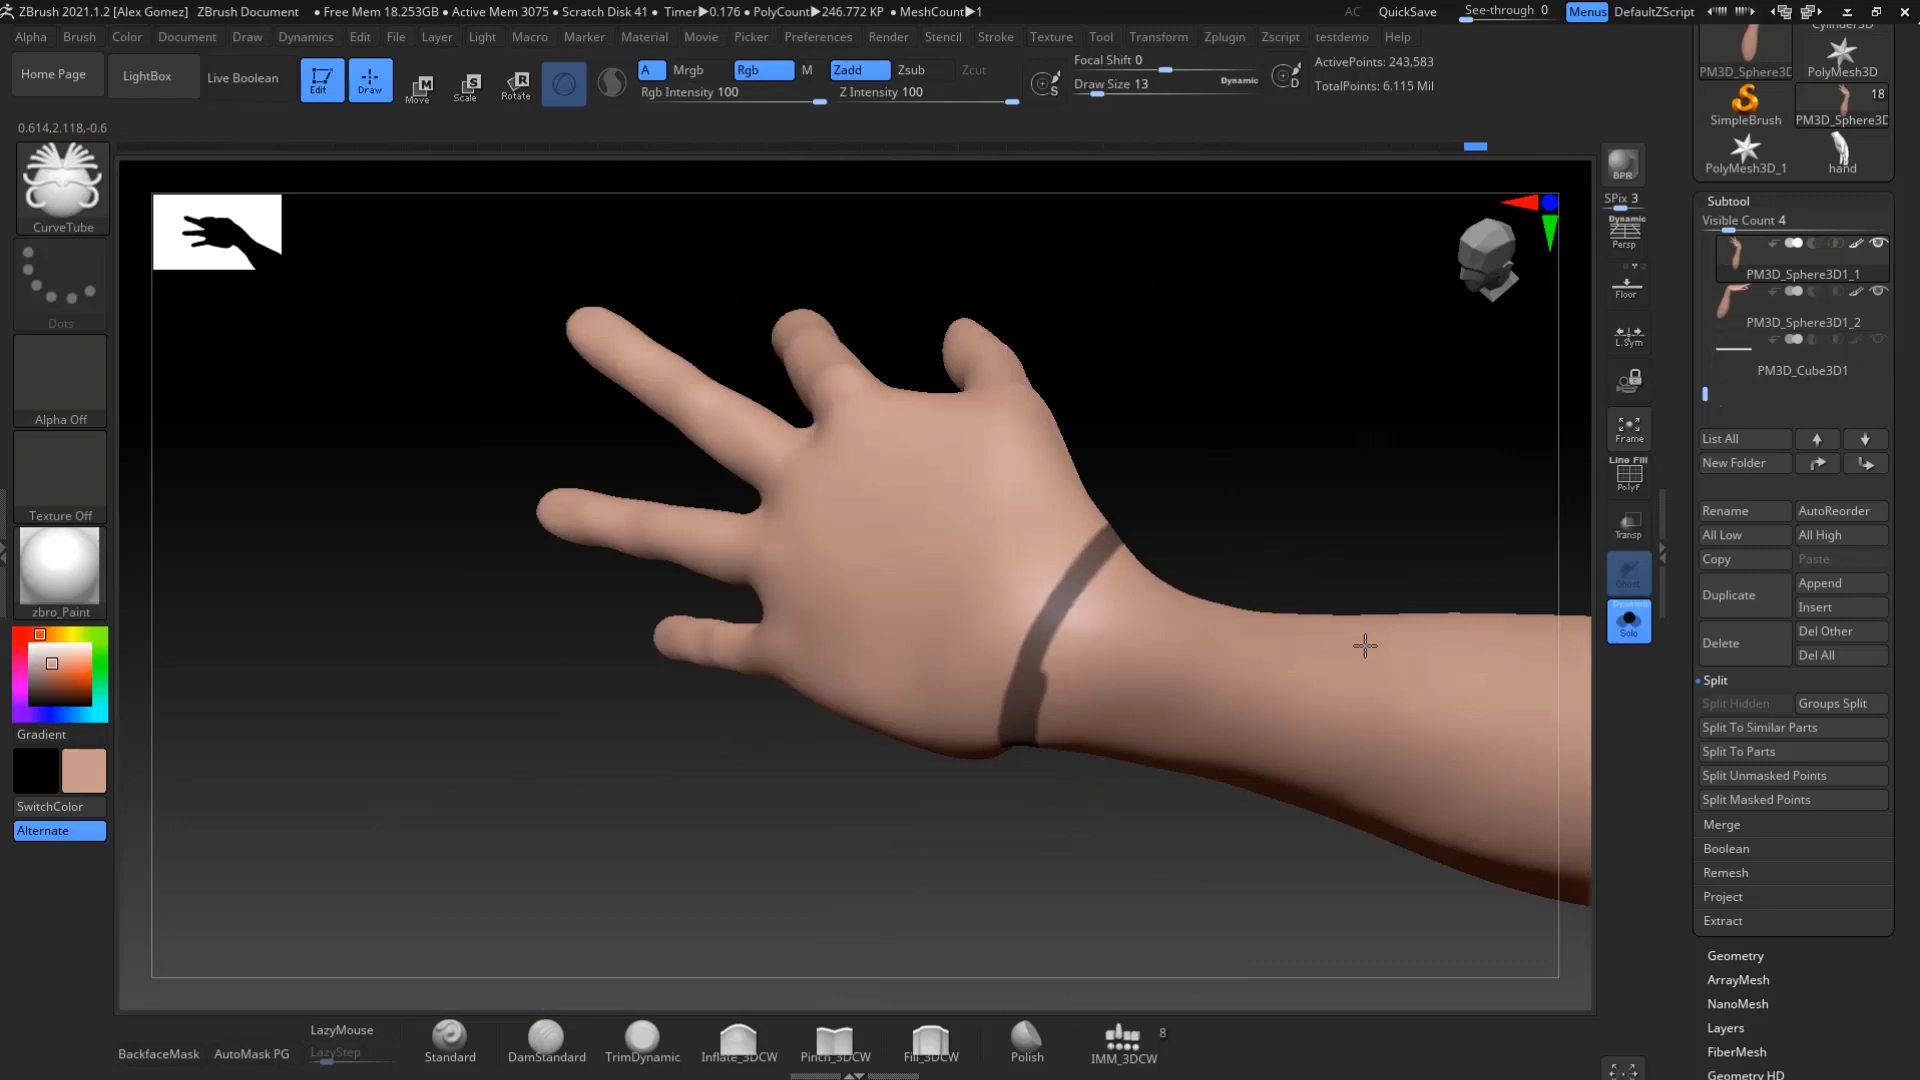 ZBrush 2021.1.2 [Alex Gomez] ZBrush Document ● Free Mem 18.253GB ● Active Mem 3075 ● Scratch Disk 41 ● Timer▶0.176 ● PolyCount▶246.772 KP ● MeshCount▶1 AC QuickSave See-through 0 Menus DefaultZScript
Alpha Brush Color Document Draw Dynamics Edit File Layer Light Macro Marker Material Movie Picker Preferences Render Stencil Stroke Texture Tool Transform Zplugin Zscript testdemo Help
Home Page LightBox Live Boolean Edit Draw Move Scale Rotate
A Mrgb Rgb M Zadd Zsub Zcut
Rgb Intensity 100 Z Intensity 100
Focal Shift 0
Draw Size 13 Dynamic
ActivePoints: 243,583
TotalPoints: 6.115 Mil
0.614,2.118,-0.6
CurveTube
Dots
Alpha Off
Texture Off
zbro_Paint
Gradient
SwitchColor
Alternate
BPR
SPix 3
Dynamic
Persp
Floor
L.Sym
Frame
Line Fill
PolyF
Transp
Ghost
Dynamic
Solo
Cylinder3D
PM3D_Sphere3D PolyMesh3D
18
SimpleBrush PM3D_Sphere3D
PolyMesh3D_1 hand
Subtool
Visible Count 4
PM3D_Sphere3D1_1
PM3D_Sphere3D1_2
PM3D_Cube3D1
List All
New Folder
Rename AutoReorder
All Low All High
Copy Paste
Duplicate Append
Insert
Delete Del Other
Del All
Split
Split Hidden Groups Split
Split To Similar Parts
Split To Parts
Split Unmasked Points
Split Masked Points
Merge
Boolean
Remesh
Project
Extract
Geometry
ArrayMesh
NanoMesh
Layers
FiberMesh
Geometry HD
BackfaceMask AutoMask PG LazyMouse
LazyStep
Standard DamStandard TrimDynamic Inflate_3DCW Pinch_3DCW Fill_3DCW Polish IMM_3DCW 8